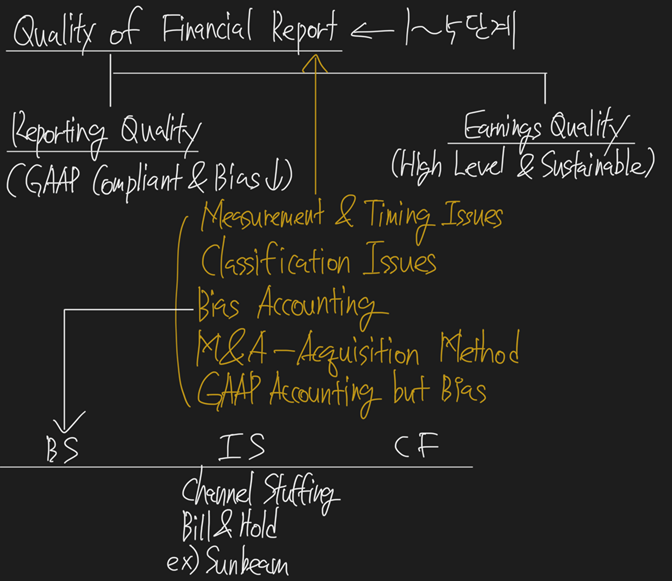 Quality of Financial Report ← 1~5단계
Reporting Quality
(GAAP Compliant & Bias↓)
Earnings Quality
(High Level & Sustainable)
Measurement & Timing Issues
Classification Issues
Bias Accounting
M&A - Acquisition Method
GAAP Accounting but Bias
BS IS CF
Channel Stuffing
Bill & Hold
ex) Sunbeam